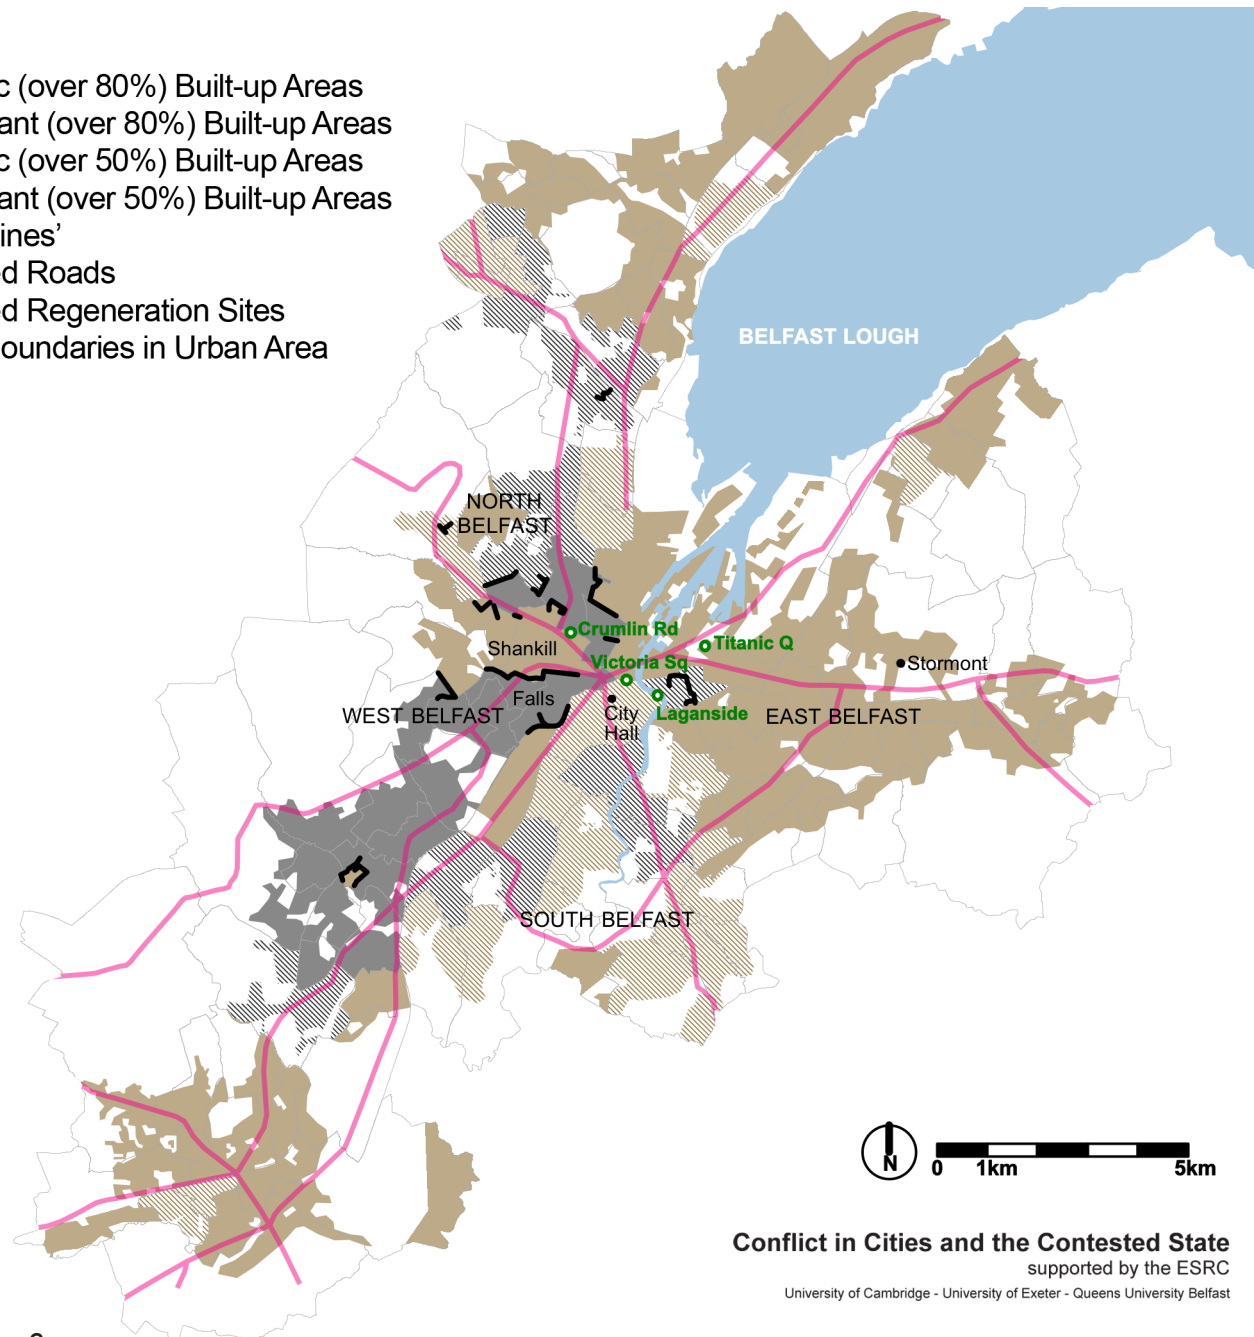 c (over 80%) Built-up Areas
ant (over 80%) Built-up Areas
c (over 50%) Built-up Areas
ant (over 50%) Built-up Areas
ines’
ed Roads
ed Regeneration Sites
oundaries in Urban Area
BELFAST LOUGH
NORTH
BELFAST
Crumlin Rd
Titanic Q
Shankill
Victoria Sq
Stormont
Falls
WEST BELFAST
City
Hall
Laganside
EAST BELFAST
SOUTH BELFAST
N
0 1km 5km
Conflict in Cities and the Contested State
supported by the ESRC
University of Cambridge - University of Exeter - Queens University Belfast